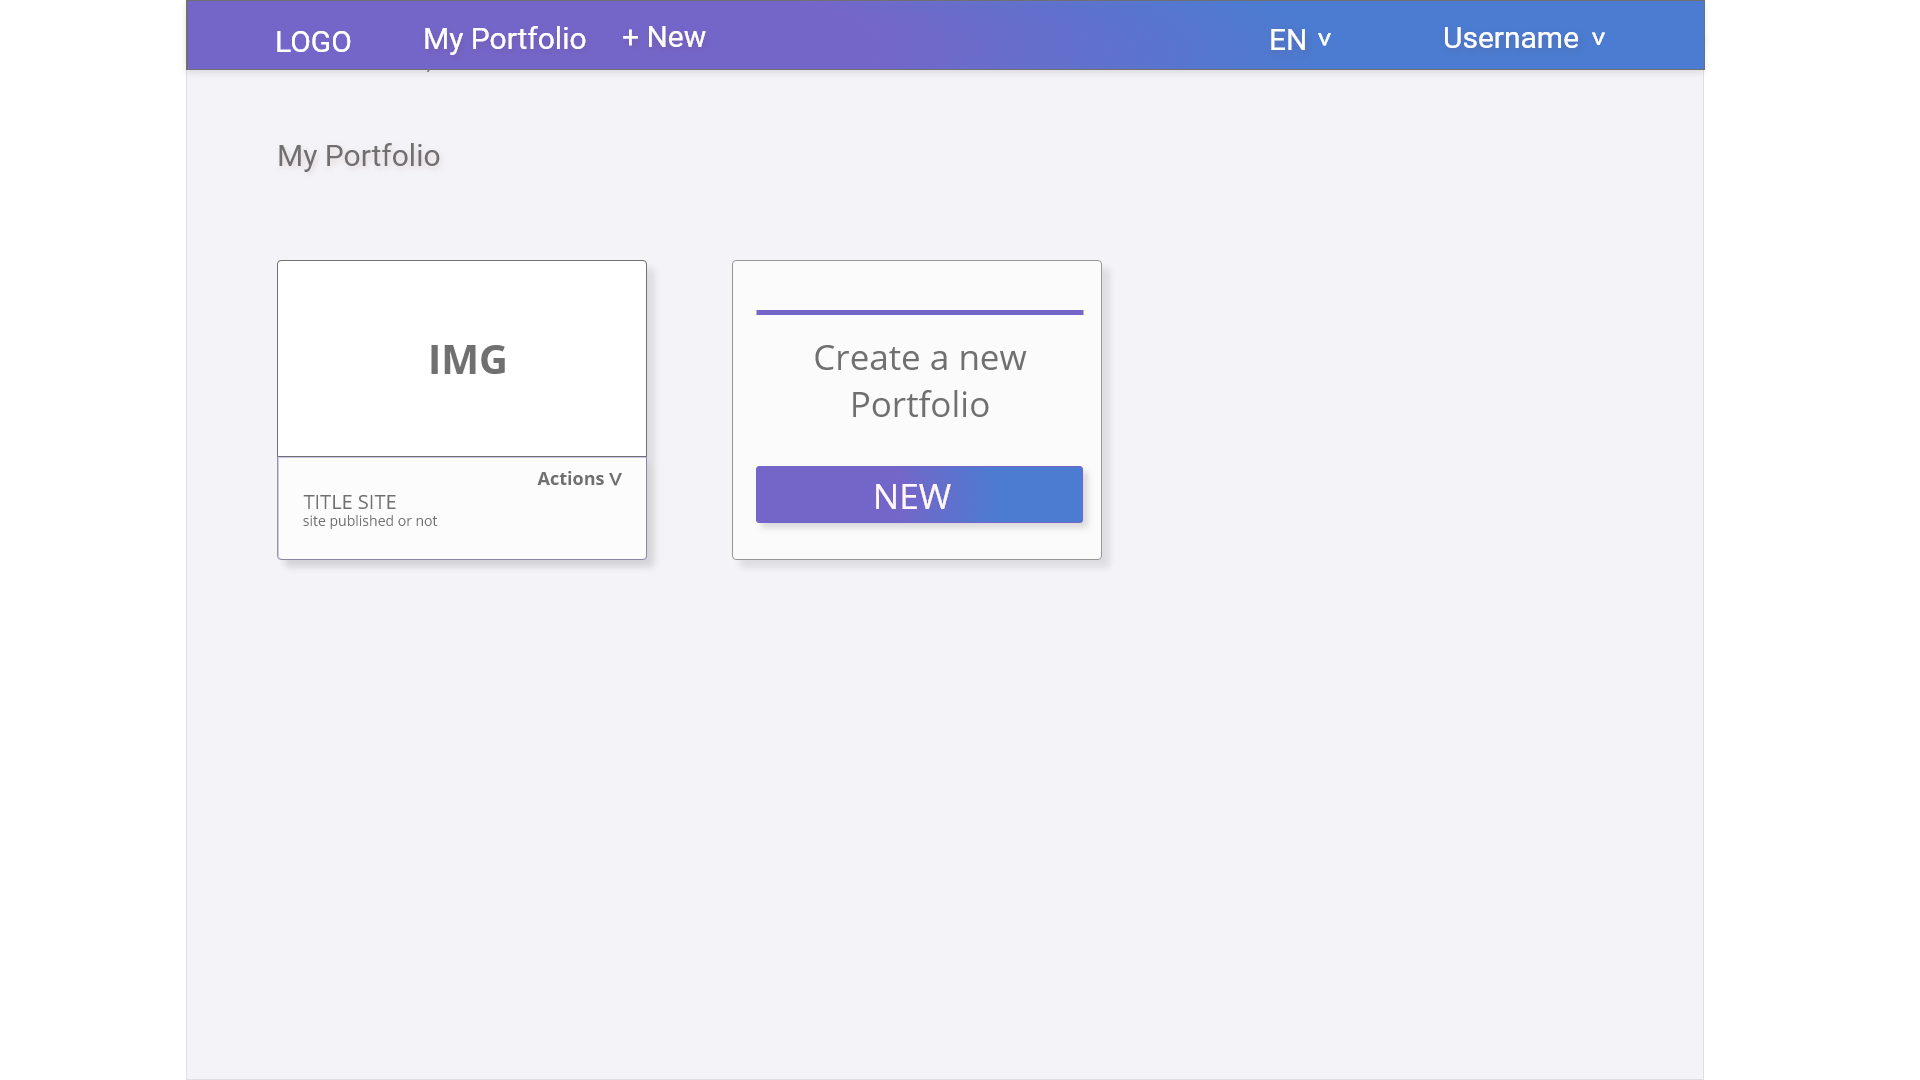 LOGO My Portfolio + New EN v Username v
My Portfolio
IMG
Actions V
TITLE SITE
site published or not
Create a new
Portfolio
NEW